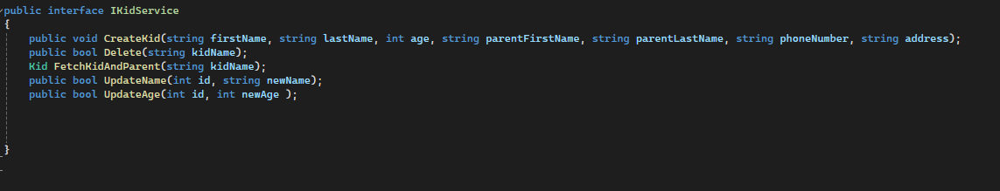 public interface IKidService
{
public void CreateKid(string firstName, string lastName, int age, string parentFirstName, string parentLastName, string phoneNumber, string address);
public bool Delete(string kidName);
Kid FetchKidAndParent(string kidName);
public bool UpdateName(int id, string newName);
public bool UpdateAge(int id, int newAge );
}